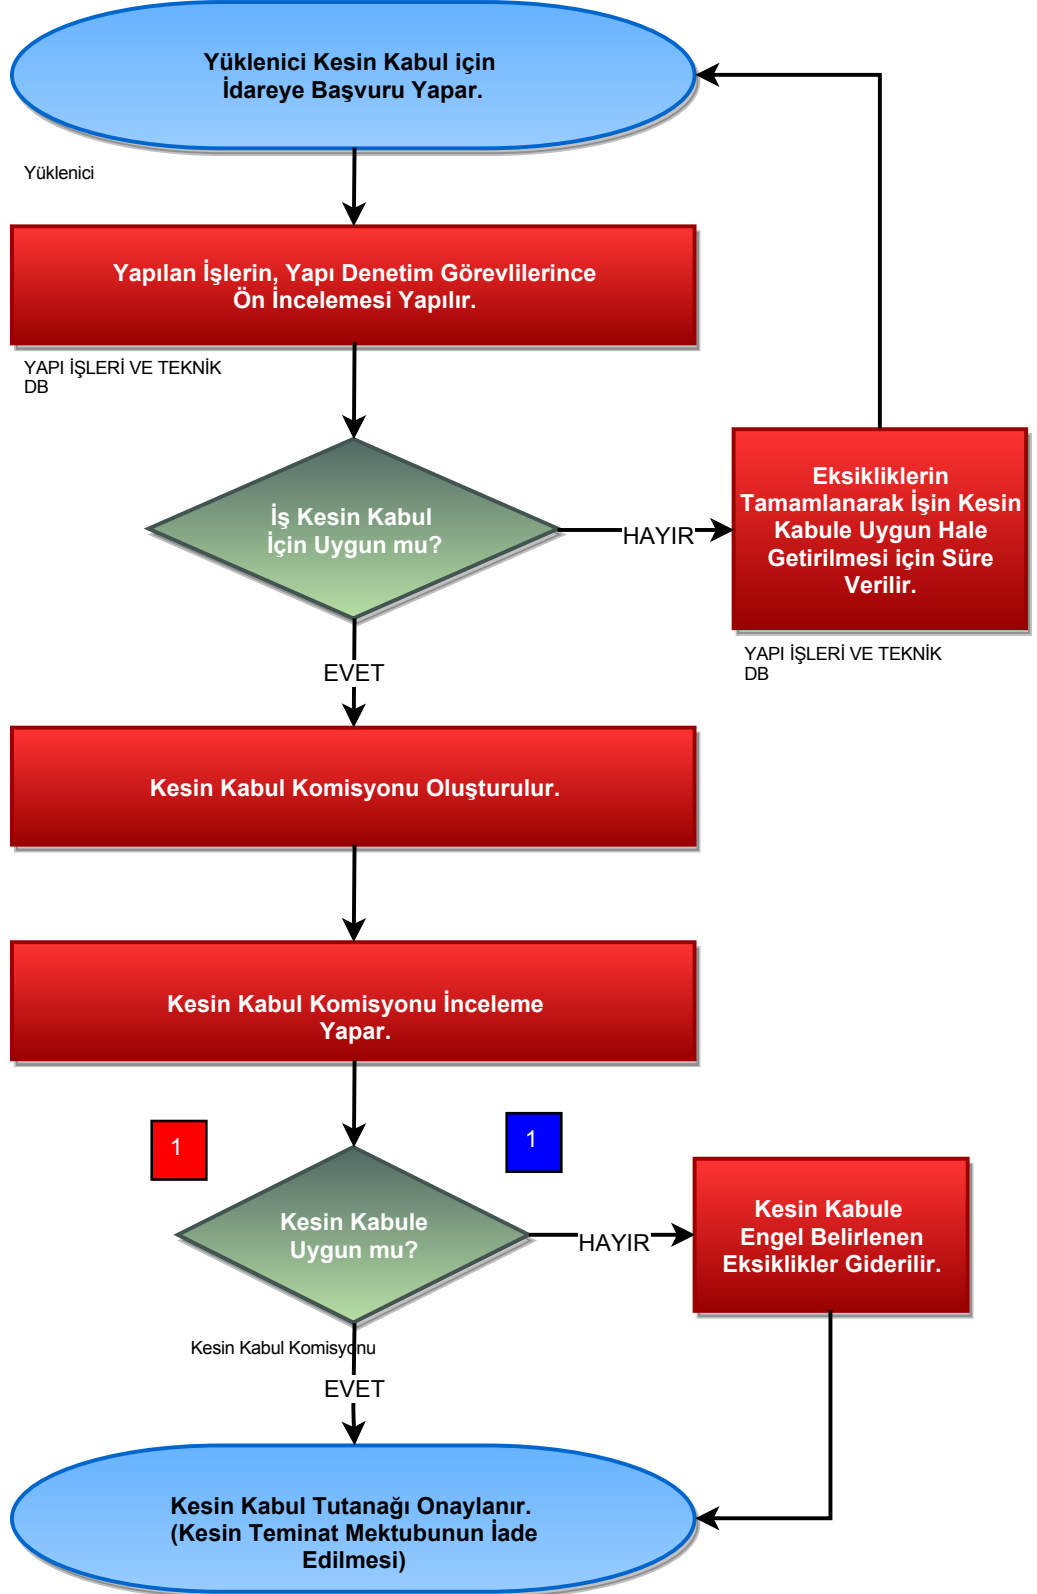 Yüklenici Kesin Kabul için
İdareye Başvuru Yapar.
Yüklenici
Yapılan İşlerin, Yapı Denetim Görevlilerince
Ön İncelemesi Yapılır.
YAPI İŞLERİ VE TEKNİK
DB
İş Kesin Kabul
İçin Uygun mu?
HAYIR
Eksikliklerin
Tamamlanarak İşin Kesin
Kabule Uygun Hale
Getirilmesi için Süre
Verilir.
YAPI İŞLERİ VE TEKNİK
DB
EVET
Kesin Kabul Komisyonu Oluşturulur.
Kesin Kabul Komisyonu İnceleme
Yapar.
1
1
Kesin Kabule
Uygun mu?
HAYIR
Kesin Kabule
Engel Belirlenen
Eksiklikler Giderilir.
Kesin Kabul Komisyonu
EVET
Kesin Kabul Tutanağı Onaylanır.
(Kesin Teminat Mektubunun İade
Edilmesi)